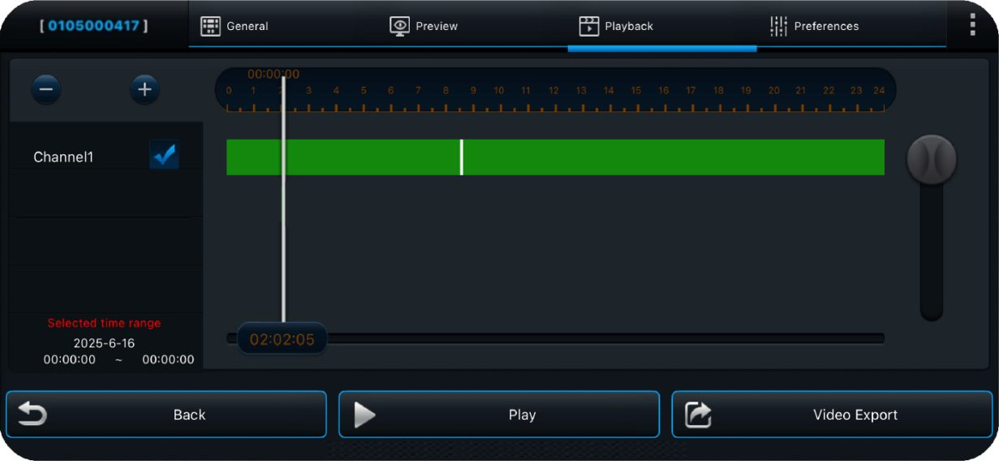 [ 0105000417 ]
General
Preview
Playback
Preferences
00:00:00
0 1 2 3 4 5 6 7 8 9 10 11 12 13 14 15 16 17 18 19 20 21 22 23 24
Channel1
Selected time range
2025-6-16
00:00:00 ~ 00:00:00
02:02:05
Back
Play
Video Export